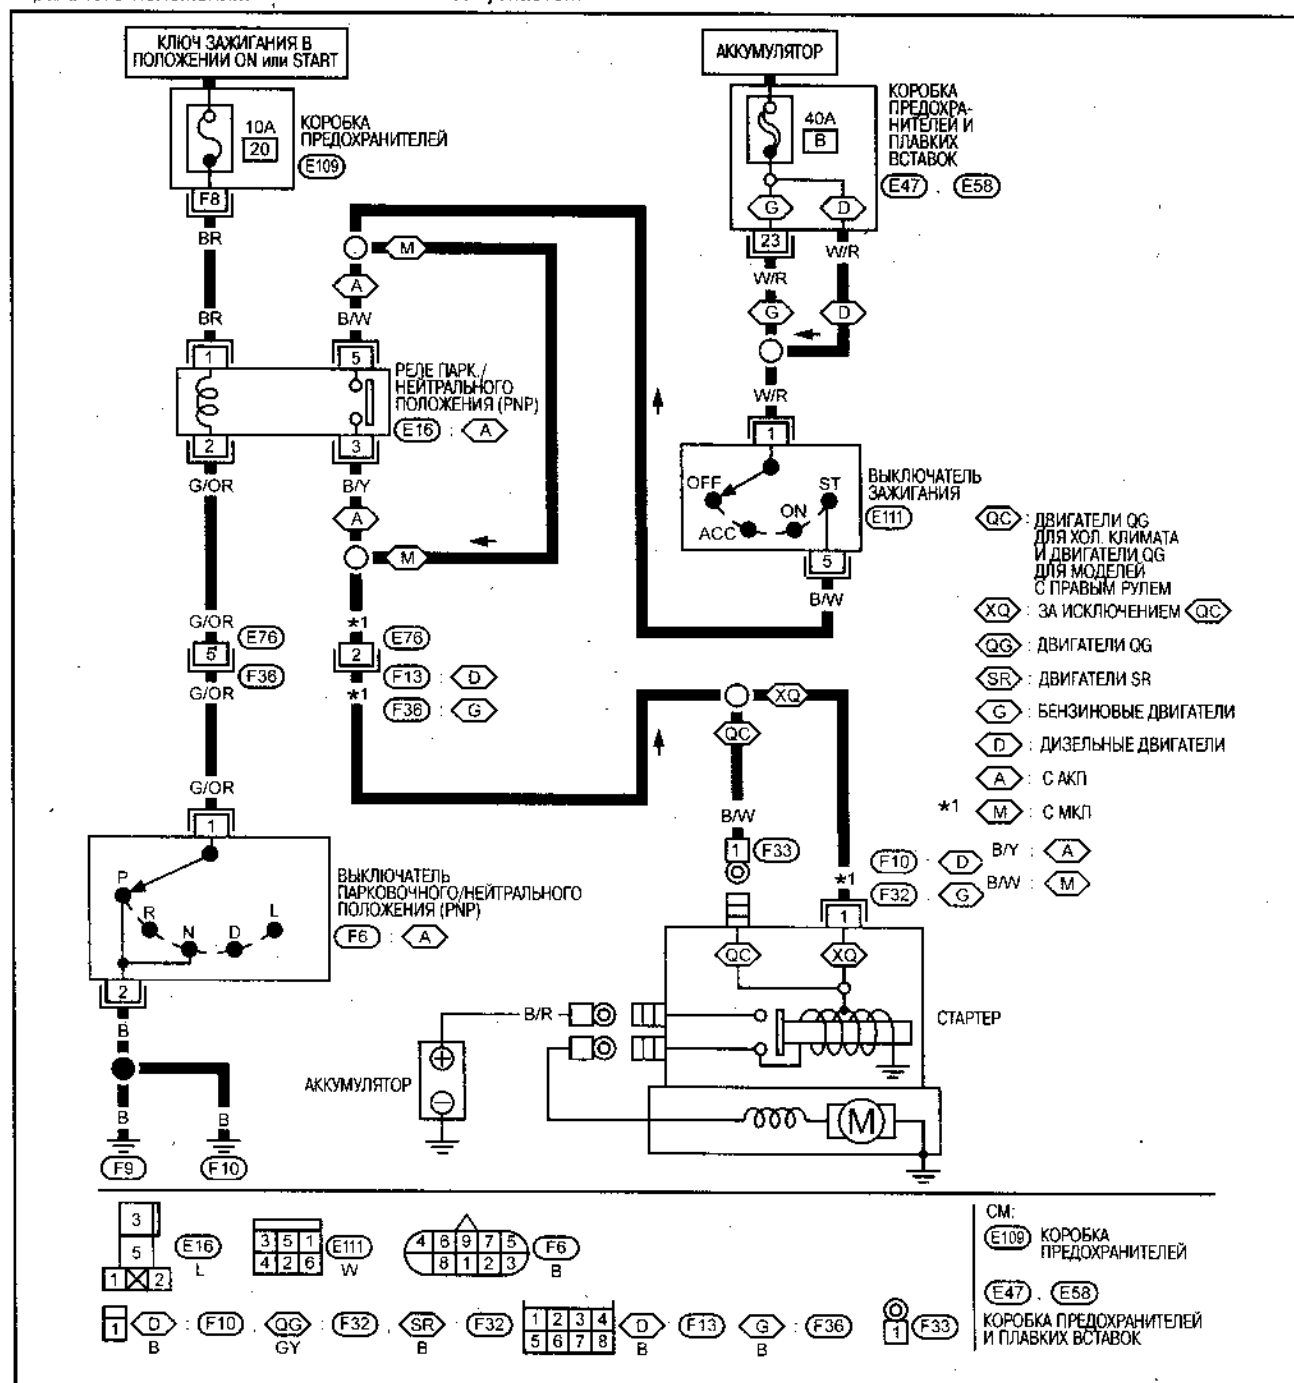 КЛЮЧ ЗАЖИГАНИЯ В
ПОЛОЖЕНИИ ON или START
АККУМУЛЯТОР
10A
20
КОРОБКА
ПРЕДОХРАНИТЕЛЕЙ
E109
F8
40A
B
КОРОБКА
ПРЕДОХРА-
НИТЕЛЕЙ И
ПЛАВКИХ
ВСТАВОК
E47 , E58
G D
23
BR
M
W/R
W/R
A
G D
BR
B/W
1 5
РЕЛЕ ПАРК./
НЕЙТРАЛЬНОГО
ПОЛОЖЕНИЯ (PNP)
E16 : A
W/R
1
2 3
G/OR B/Y
OFF ST
ACC ON
ВЫКЛЮЧАТЕЛЬ
ЗАЖИГАНИЯ
E111
A
M
5
B/W
QC : ДВИГАТЕЛИ QG
ДЛЯ ХОЛ. КЛИМАТА
И ДВИГАТЕЛИ QG
ДЛЯ МОДЕЛЕЙ
С ПРАВЫМ РУЛЕМ
XQ : ЗА ИСКЛЮЧЕНИЕМ QC
QG : ДВИГАТЕЛИ QG
SR : ДВИГАТЕЛИ SR
G : БЕНЗИНОВЫЕ ДВИГАТЕЛИ
D : ДИЗЕЛЬНЫЕ ДВИГАТЕЛИ
A : С АКП
M : С МКП
*1
B/Y : A
B/W : M
G/OR *1
E76 E76
5 2
F36 F13 : D
G/OR *1 F36 : G
XQ
QC
G/OR
B/W
1
1 F33
F10 : D
*1 F32 : G
1
P
R N D L
ВЫКЛЮЧАТЕЛЬ
ПАРКОВОЧНОГО/НЕЙТРАЛЬНОГО
ПОЛОЖЕНИЯ (PNP)
F6 : A
QC XQ
2
B
B/R
СТАРТЕР
АККУМУЛЯТОР
M
B B
F9 F10
3
5
1 2
E16
L
3 5 1
4 2 6
E111
W
4 6 9 7 5
8 1 2 3
F6
B
СМ:
E109 КОРОБКА
ПРЕДОХРАНИТЕЛЕЙ
E47 , E58
КОРОБКА ПРЕДОХРАНИТЕЛЕЙ
И ПЛАВКИХ ВСТАВОК
1 D : F10 , QG : F32 , SR : F32
B GY B
1 2 3 4
5 6 7 8
D : F13 G : F36
B B
1 F33